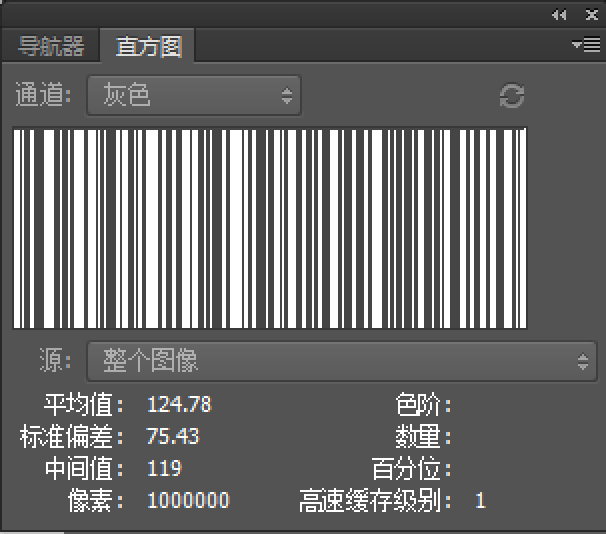 导航器 直方图
通道: 灰色
源: 整个图像
平均值: 124.78 色阶:
标准偏差: 75.43 数量:
中间值: 119 百分位:
像素: 1000000 高速缓存级别: 1